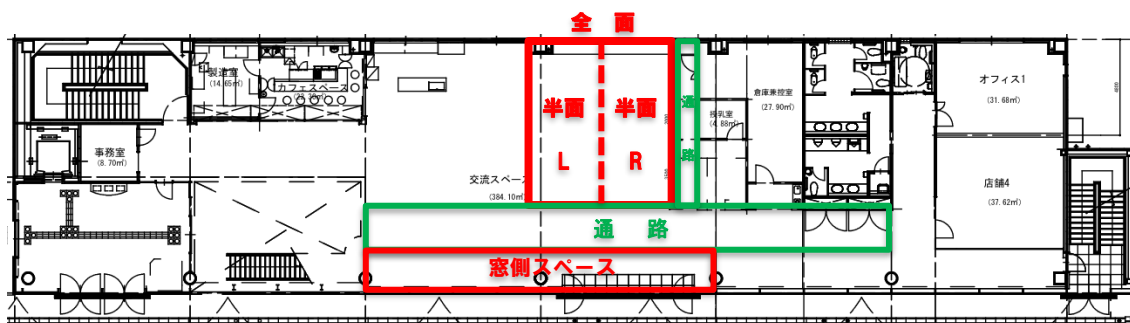 全　面
製造室
(14.65㎡)
カフェスペース
半面
半面
L
R
通
路
倉庫兼控室
(27.90㎡)
授乳室
(4.88㎡)
オフィス1
(31.68㎡)
事務室
(8.70㎡)
交流スペース
(384.10㎡)
店舗4
(37.62㎡)
通　路
窓側スペース